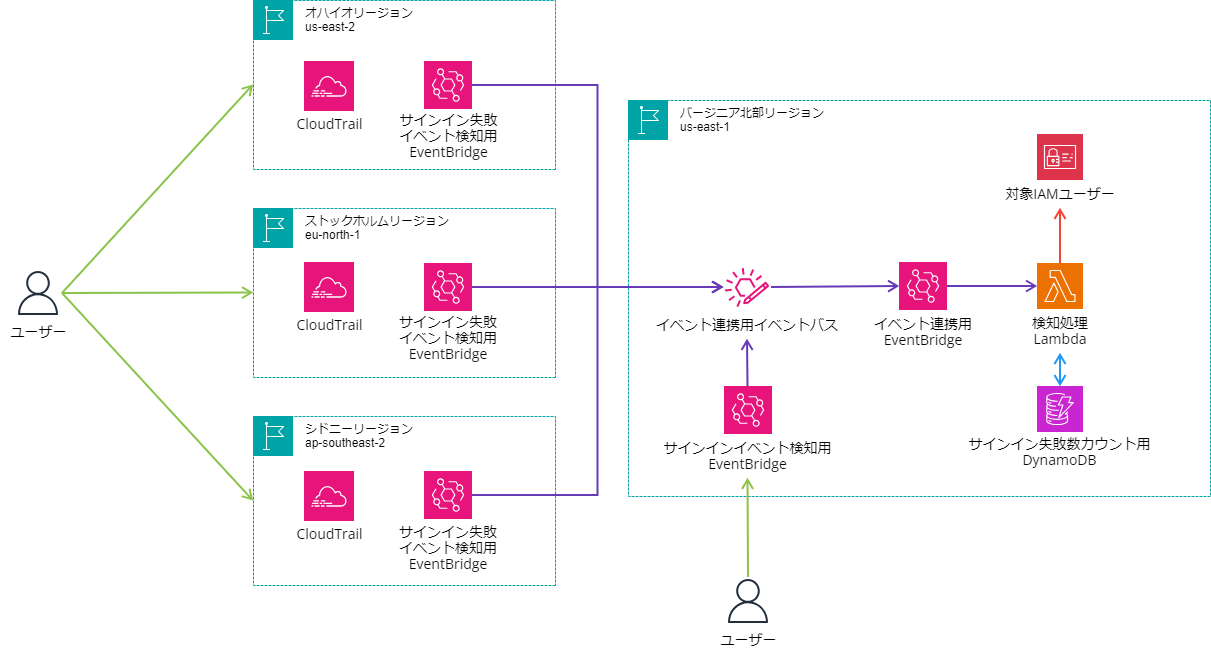 オハイオリージョン
us-east-2
CloudTrail
サインイン失敗
イベント検知用
EventBridge
ストックホルムリージョン
eu-north-1
CloudTrail
サインイン失敗
イベント検知用
EventBridge
シドニーリージョン
ap-southeast-2
CloudTrail
サインイン失敗
イベント検知用
EventBridge
ユーザー
バージニア北部リージョン
us-east-1
対象IAMユーザー
イベント連携用イベントバス
イベント連携用
EventBridge
検知処理
Lambda
サインインイベント検知用
EventBridge
サインイン失敗数カウント用
DynamoDB
ユーザー